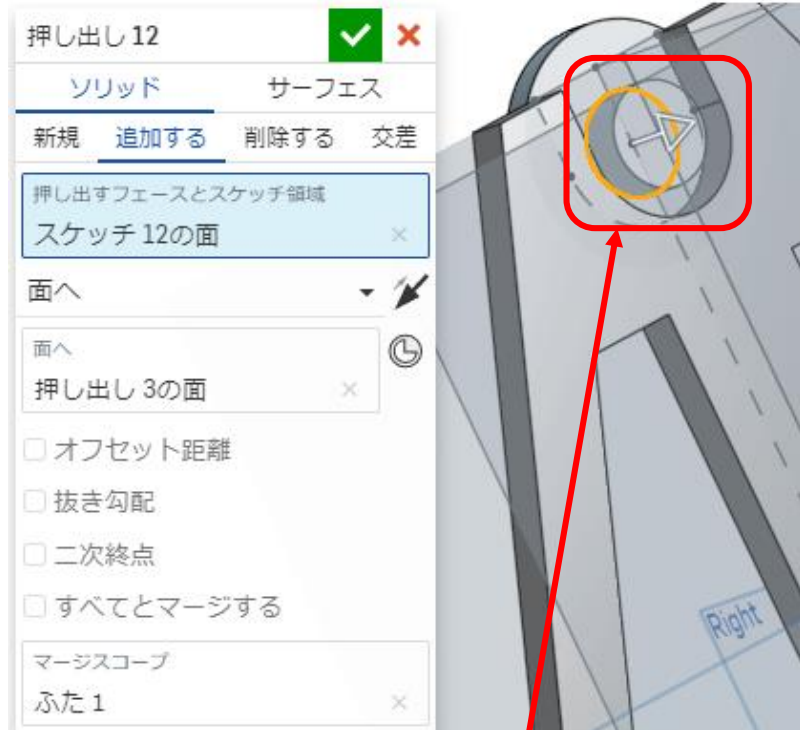 押し出し 12
ソリッド サーフェス
新規 追加する 削除する 交差
押し出すフェースとスケッチ領域
スケッチ 12の面
面へ
面へ
押し出し 3の面
オフセット距離
抜き勾配
二次終点
すべてとマージする
マージスコープ
ふた 1
Right